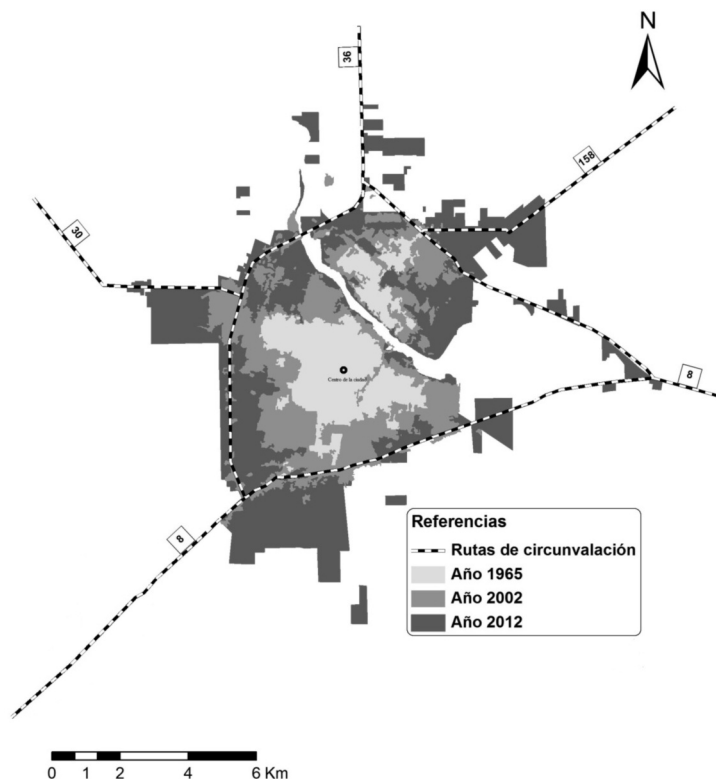 N
36
158
30
Centro de la ciudad
8
8
Referencias
Rutas de circunvalación
Año 1965
Año 2002
Año 2012
0 1 2 4 6 Km